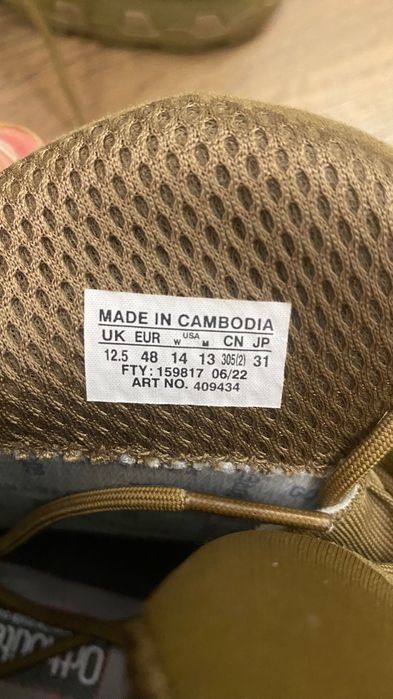 MADE IN CAMBODIA
UK EUR USA CN JP
W M
12.5 48 14 13 305(2) 31
FTY: 159817 06/22
ART NO. 409434